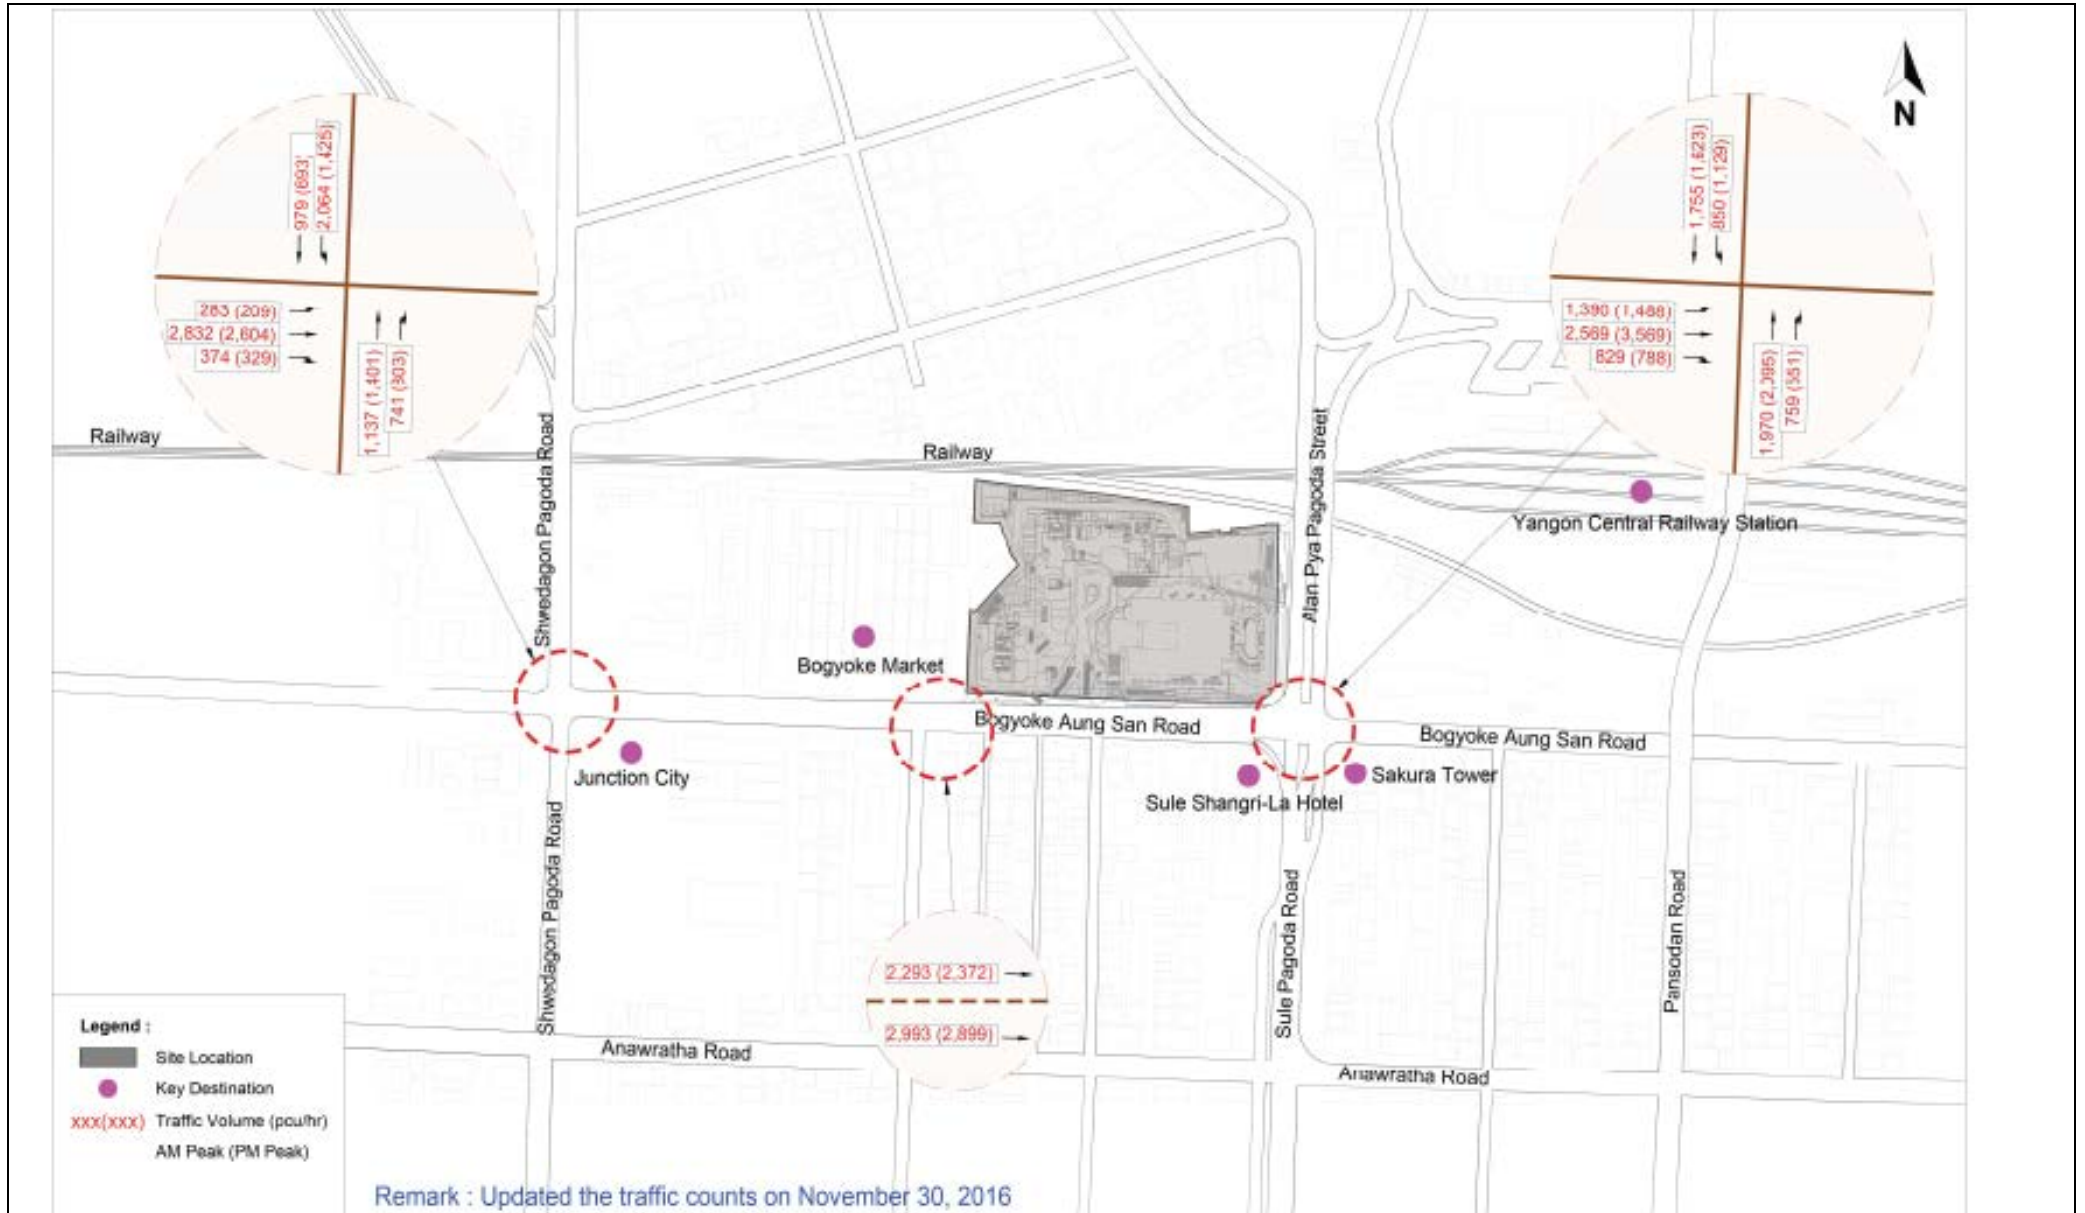 N
979 (693)
2,064 (1,425)
283 (209)
2,832 (2,604)
374 (329)
1,137 (1,401)
741 (803)
1,755 (1,623)
850 (1,129)
1,390 (1,488)
2,569 (3,569)
829 (788)
1,970 (2,395)
759
Railway
Railway
Shwedagon Pagoda Road
Alan Pya Pagoda Street
Yangon Central Railway Station
Bogyoke Market
Bogyoke Aung San Road
Bogyoke Aung San Road
Junction City
Sule Shangri-La Hotel
Sakura Tower
Shwedagon Pagoda Road
Sule Pagoda Road
Pansodan Road
2,293 (2,372)
2,993 (2,899)
Anawratha Road
Anawratha Road
Legend :
Site Location
Key Destination
xxx(xxx) Traffic Volume (pcu/hr)
AM Peak (PM Peak)
Remark : Updated the traffic counts on November 30, 2016